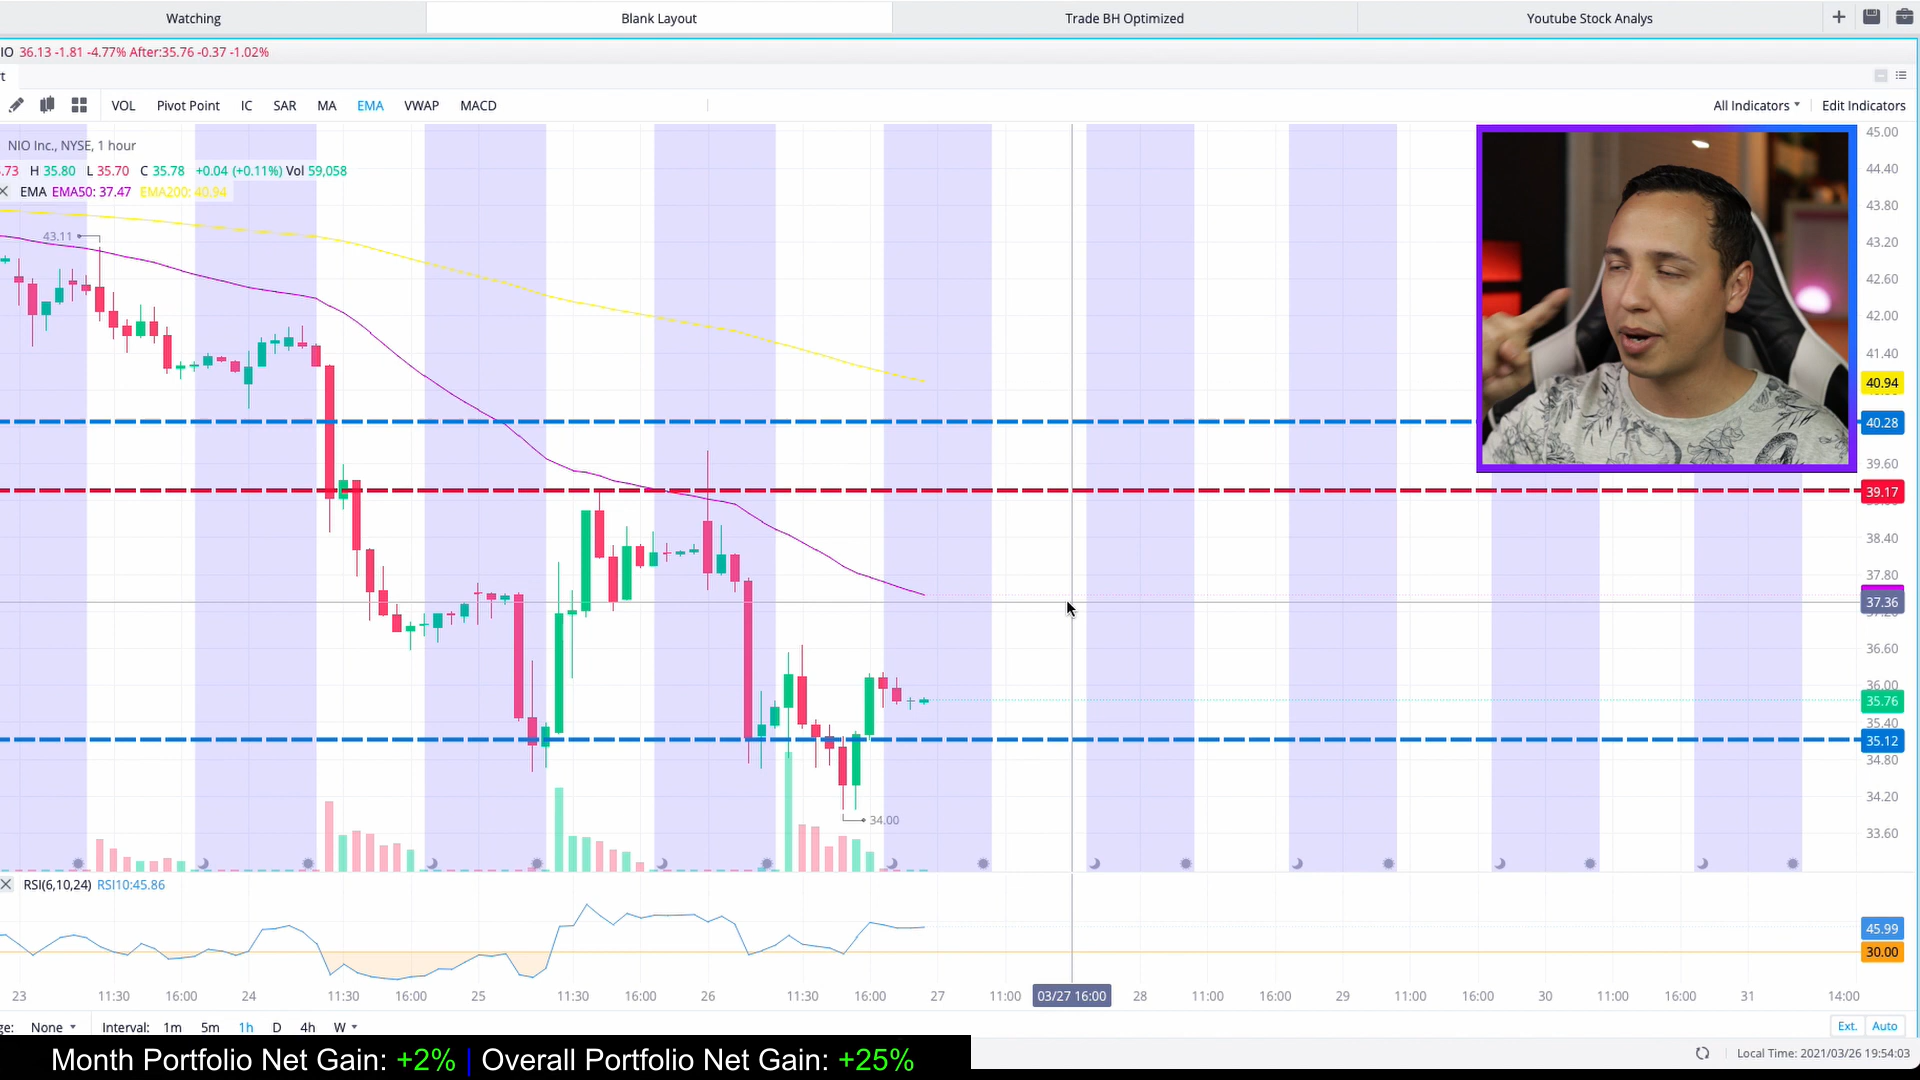 Watching
Blank Layout
Trade BH Optimized
Youtube Stock Analys
IO 36.13 -1.81 -4.77% After:35.76 -0.37 -1.02%
VOL Pivot Point IC SAR MA EMA VWAP MACD
All Indicators Edit Indicators
NIO Inc., NYSE, 1 hour
.73 H 35.80 L 35.70 C 35.78 +0.04 (+0.11%) Vol 59,058
EMA EMA50: 37.47 EMA200: 40.94
43.11
34.00
45.00
44.40
43.80
43.20
42.60
42.00
41.40
40.94
40.28
39.60
39.17
38.40
37.80
37.36
36.60
36.00
35.76
35.40
35.12
34.80
34.20
33.60
RSI(6,10,24) RSI10:45.86
45.99
30.00
23 11:30 16:00 24 11:30 16:00 25 11:30 16:00 26 11:30 16:00 27 11:00 03/27 16:00 28 11:00 16:00 29 11:00 16:00 30 11:00 16:00 31 14:00
ge: None Interval: 1m 5m 1h D 4h W
Ext. Auto
Month Portfolio Net Gain: +2% | Overall Portfolio Net Gain: +25%
Local Time: 2021/03/26 19:54:03